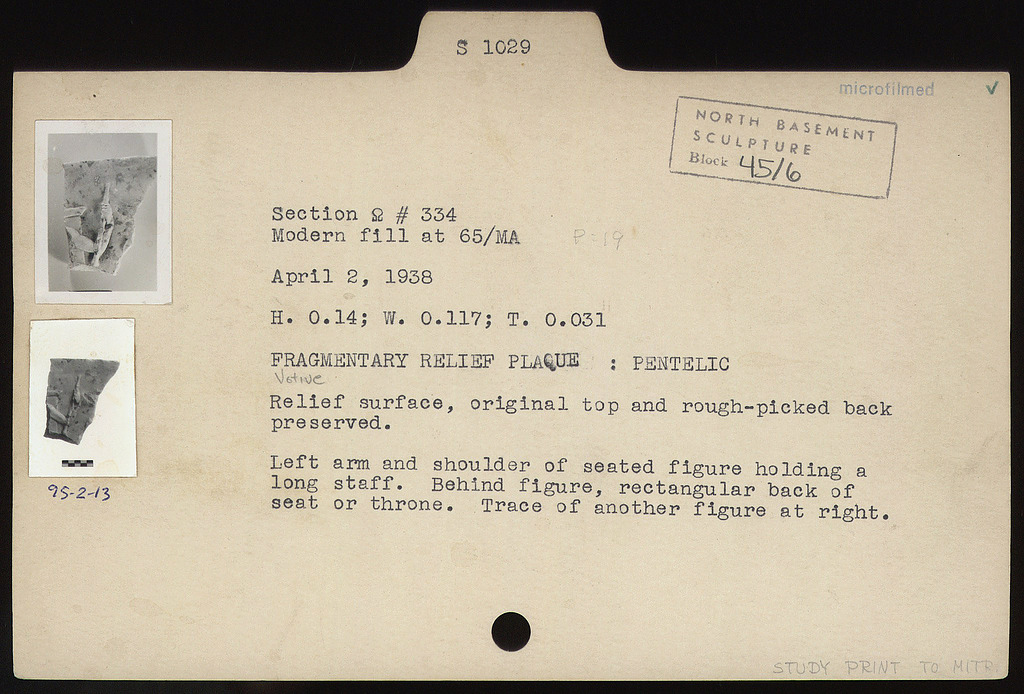 S 1029
microfilmed ✓
NORTH BASEMENT
SCULPTURE
Block 45/6
Section Ω # 334
Modern fill at 65/MA P:19
April 2, 1938
H. 0.14; W. 0.117; T. 0.031
FRAGMENTARY RELIEF PLAQUE : PENTELIC
Votive
Relief surface, original top and rough-picked back
preserved.
Left arm and shoulder of seated figure holding a
long staff. Behind figure, rectangular back of
seat or throne. Trace of another figure at right.
95-2-13
STUDY PRINT TO MITR